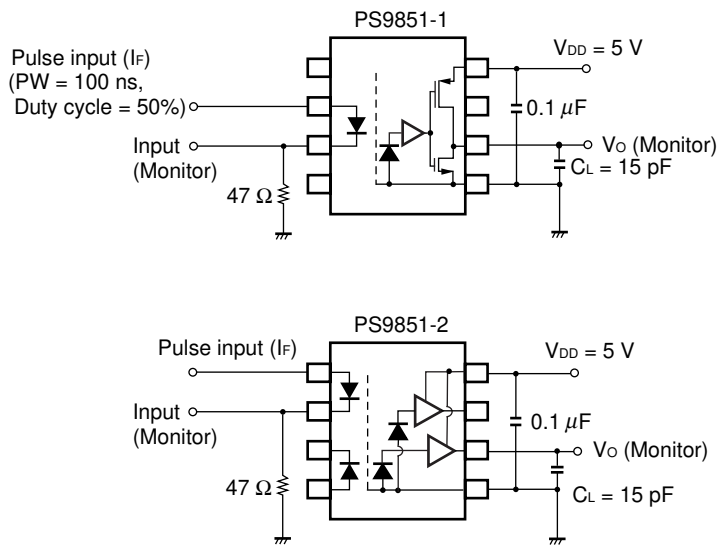 PS9851-1
Pulse input (IF)
(PW = 100 ns,
Duty cycle = 50%)
Input
(Monitor)
47 Ω
VDD = 5 V
0.1 μF
VO (Monitor)
CL = 15 pF
PS9851-2
Pulse input (IF)
Input
(Monitor)
47 Ω
VDD = 5 V
0.1 μF
VO (Monitor)
CL = 15 pF